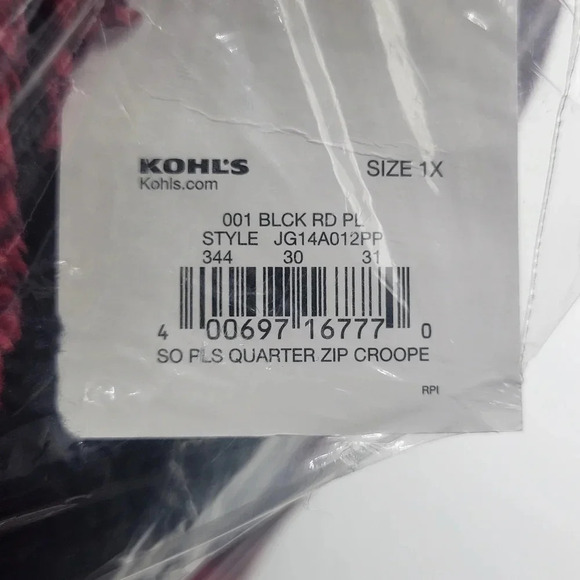 KOHL'S SIZE 1X
Kohls.com
001 BLCK RD PL
STYLE JG14A012PP
344 30 31
4 00697 16777 0
SO PLS QUARTER ZIP CROOPE
RPI